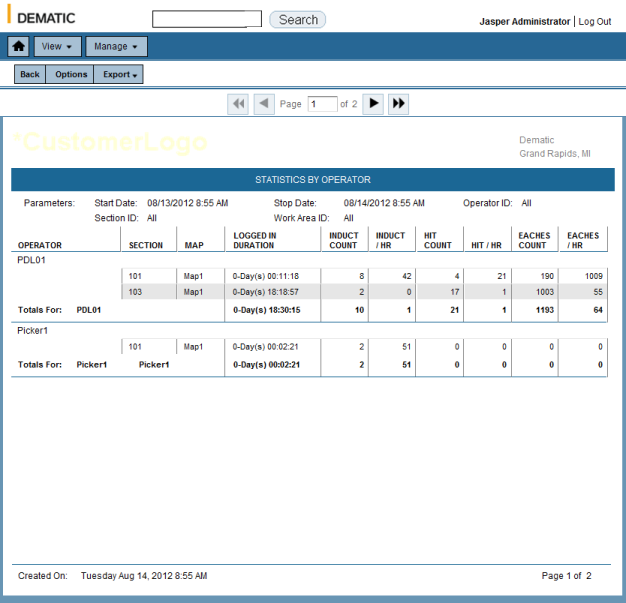 DEMATIC Search Jasper Administrator | Log Out
View Manage
Back Options Export
Page 1 of 2
*CustomerLogo Dematic
Grand Rapids, MI
STATISTICS BY OPERATOR
Parameters: Start Date: 08/13/2012 8:55 AM Stop Date: 08/14/2012 8:55 AM Operator ID: All
Section ID: All Work Area ID: All
OPERATOR SECTION MAP LOGGED IN DURATION INDUCT COUNT INDUCT / HR HIT COUNT HIT / HR EACHES COUNT EACHES / HR
PDL01
101 Map1 0-Day(s) 00:11:18 8 42 4 21 190 1009
103 Map1 0-Day(s) 18:18:57 2 0 17 1 1003 55
Totals For: PDL01 0-Day(s) 18:30:15 10 1 21 1 1193 64
Picker1
101 Map1 0-Day(s) 00:02:21 2 51 0 0 0 0
Totals For: Picker1 Picker1 0-Day(s) 00:02:21 2 51 0 0 0 0
Created On: Tuesday Aug 14, 2012 8:55 AM Page 1 of 2